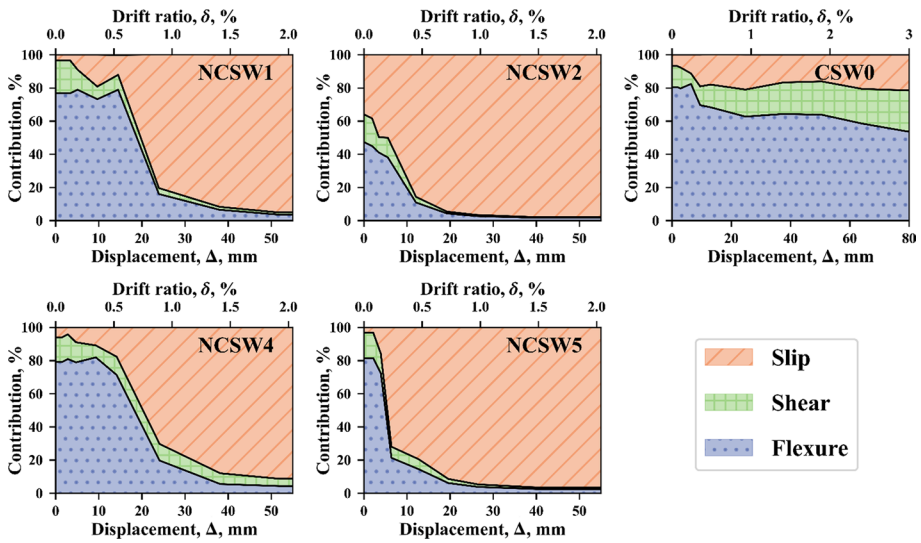 Drift ratio, δ, %
0.0 0.5 1.0 1.5 2.0
NCSW1
Contribution, %
100
80
60
40
20
0
0 10 20 30 40 50
Displacement, Δ, mm
Drift ratio, δ, %
0.0 0.5 1.0 1.5 2.0
NCSW2
Contribution, %
100
80
60
40
20
0
0 10 20 30 40 50
Displacement, Δ, mm
Drift ratio, δ, %
0 1 2 3
CSW0
Contribution, %
100
80
60
40
20
0
0 10 20 30 40 50 60 70 80
Displacement, Δ, mm
Drift ratio, δ, %
0.0 0.5 1.0 1.5 2.0
NCSW4
Contribution, %
100
80
60
40
20
0
0 10 20 30 40 50
Displacement, Δ, mm
Drift ratio, δ, %
0.0 0.5 1.0 1.5 2.0
NCSW5
Contribution, %
100
80
60
40
20
0
0 10 20 30 40 50
Displacement, Δ, mm
Slip
Shear
Flexure